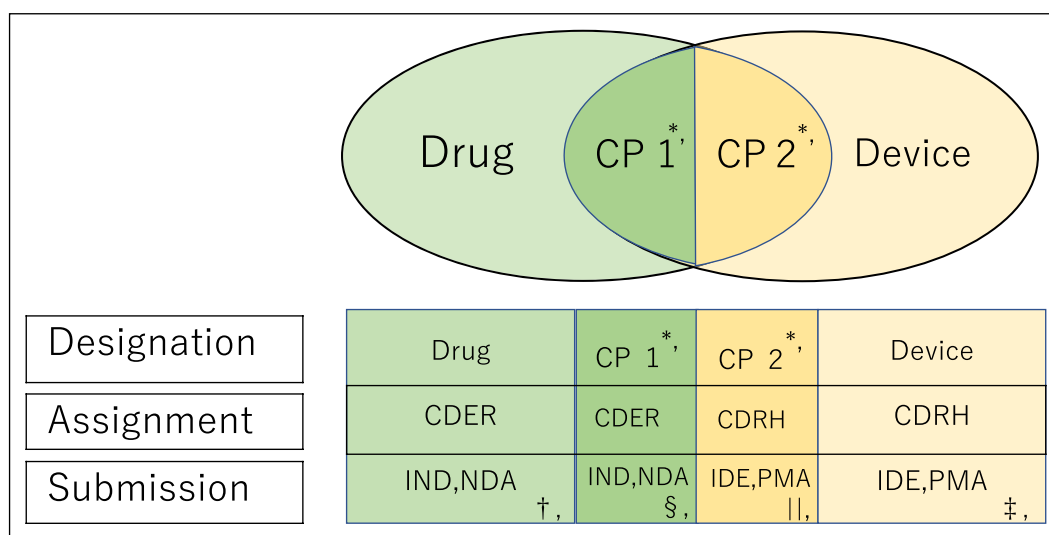 Drug CP 1*, CP 2*, Device
Designation Drug CP 1*, CP 2*, Device
Assignment CDER CDER CDRH CDRH
Submission IND,NDA †, IND,NDA §, IDE,PMA ||, IDE,PMA ‡,